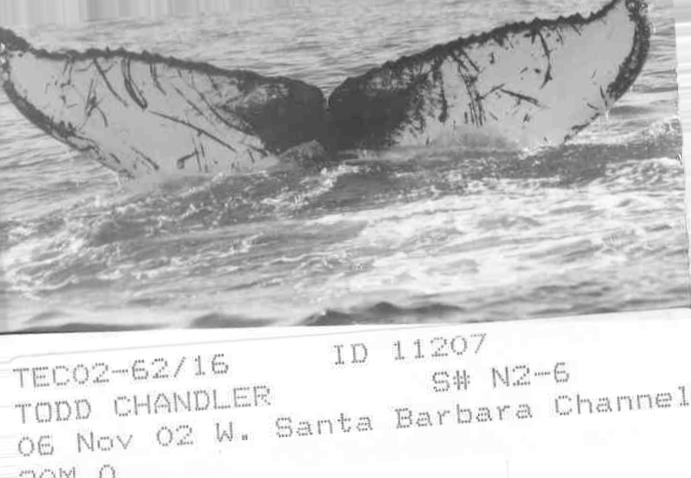 TEC02-62/16 ID 11207
TODD CHANDLER S# N2-6
06 Nov 02 W. Santa Barbara Channel